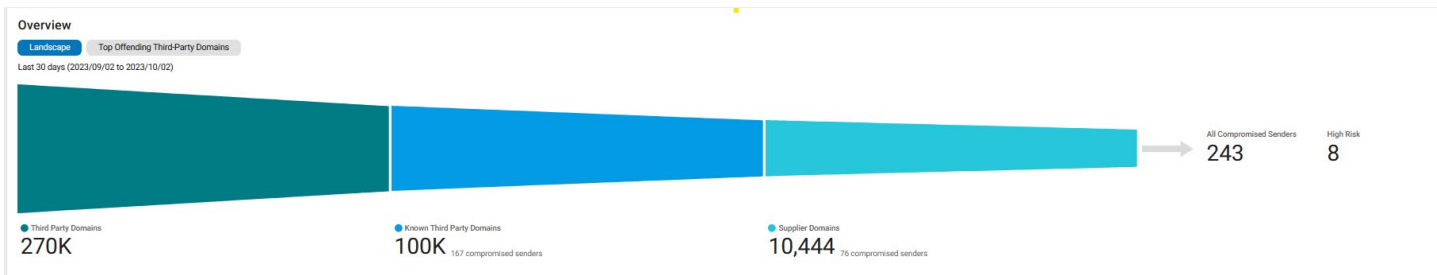 Overview
Landscape Top Offending Third-Party Domains
Last 30 days (2023/09/02 to 2023/10/02)
All Compromised Senders High Risk
243 8
Third Party Domains Known Third Party Domains Supplier Domains
270K 100K 167 compromised senders 10,444 76 compromised senders